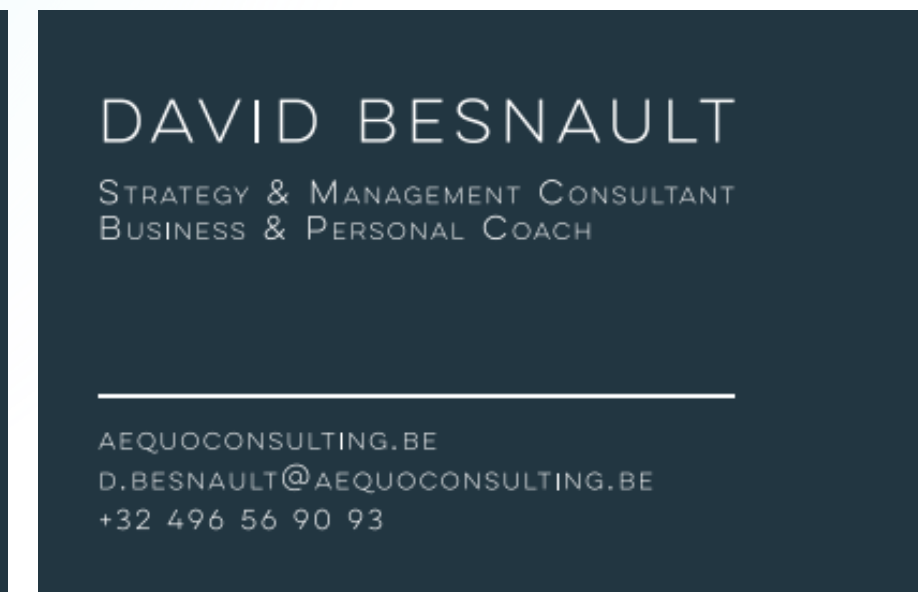 DAVID BESNAULT
STRATEGY & MANAGEMENT CONSULTANT
BUSINESS & PERSONAL COACH
AEQUOCONSULTING.BE
D.BESNAULT@AEQUOCONSULTING.BE
+32 496 56 90 93